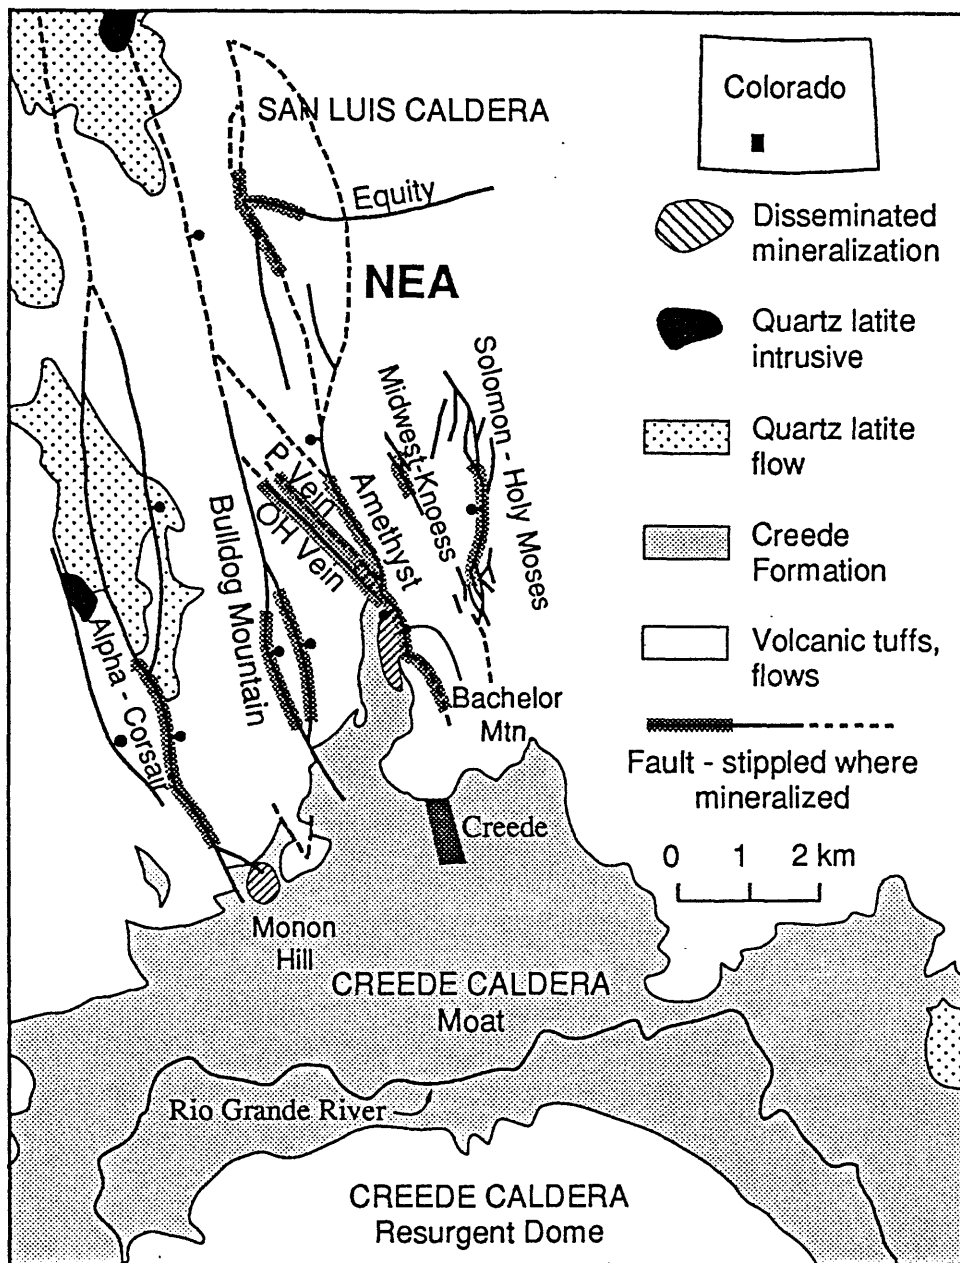 SAN LUIS CALDERA
Equity
NEA
Solomon - Holy Moses
Midwest-Knoess
P Vein
OH Vein
Amethyst
Bulldog Mountain
Alpha - Corsair
Bachelor
Mtn
Creede
Monon
Hill
CREEDE CALDERA
Moat
Rio Grande River
CREEDE CALDERA
Resurgent Dome
Colorado
Disseminated
mineralization
Quartz latite
intrusive
Quartz latite
flow
Creede
Formation
Volcanic tuffs,
flows
Fault - stippled where
mineralized
0 1 2 km